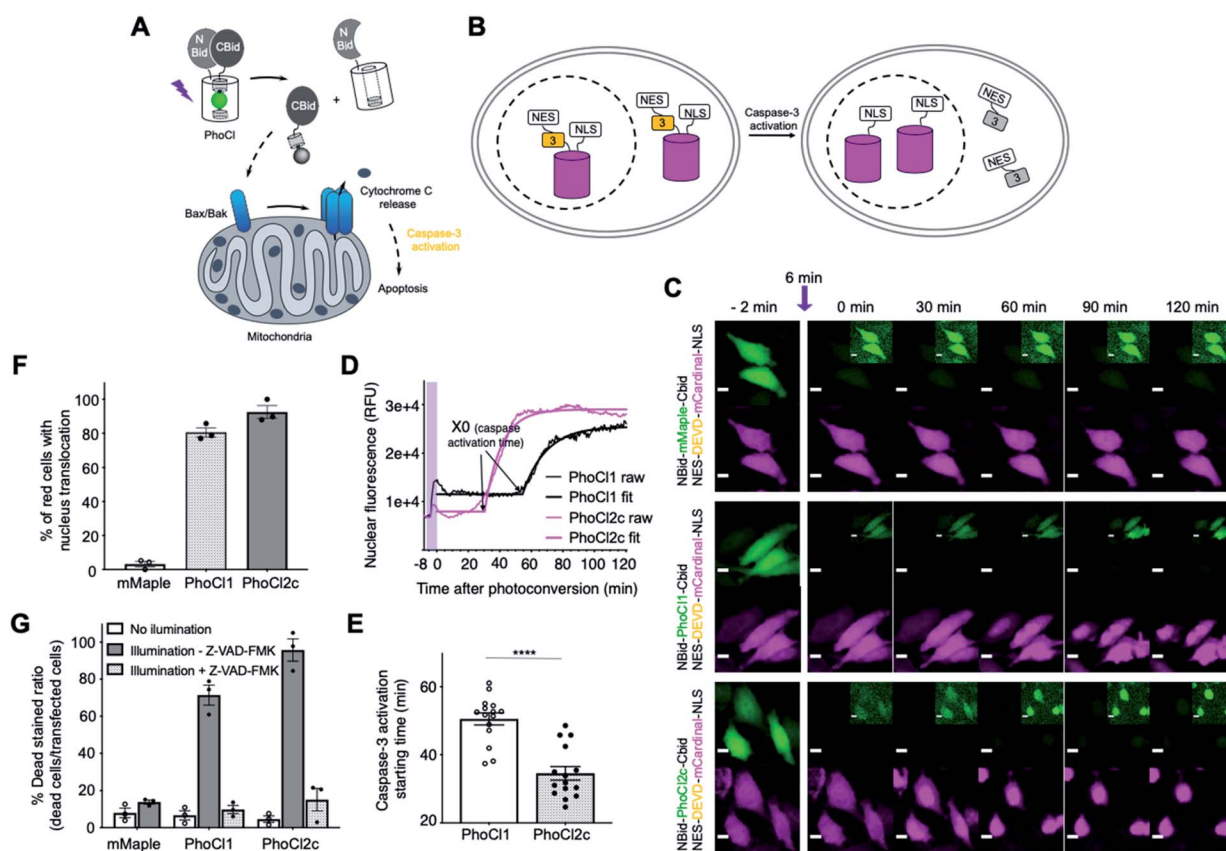 A
N
Bid
CBid
PhoCl
CBid
+
N
Bid
Bax/Bak
Cytochrome C
release
Caspase-3
activation
Apoptosis
Mitochondria
B
NES
3
NLS
NES
3
NLS
Caspase-3
activation
NLS
NLS
NES
3
NES
3
C
6 min
- 2 min
0 min
30 min
60 min
90 min
120 min
NBid-mMaple-Cbid
NES-DEVD-mCardinal-NLS
NBid-PhoCl1-Cbid
NES-DEVD-mCardinal-NLS
NBid-PhoCl2c-Cbid
NES-DEVD-mCardinal-NLS
F
% of red cells with
nucleus translocation
100
80
60
40
20
0
mMaple
PhoCl1
PhoCl2c
D
Nuclear fluorescence (RFU)
3e+4
2e+4
1e+4
X0 (caspase
activation time)
PhoCl1 raw
PhoCl1 fit
PhoCl2c raw
PhoCl2c fit
-8 0 20 40 60 80 100 120
Time after photoconversion (min)
G
No ilumination
Illumination - Z-VAD-FMK
Illumination + Z-VAD-FMK
% Dead stained ratio
(dead cells/transfected cells)
100
80
60
40
20
0
mMaple
PhoCl1
PhoCl2c
E
Caspase-3 activation
starting time (min)
60
40
20
****
PhoCl1
PhoCl2c